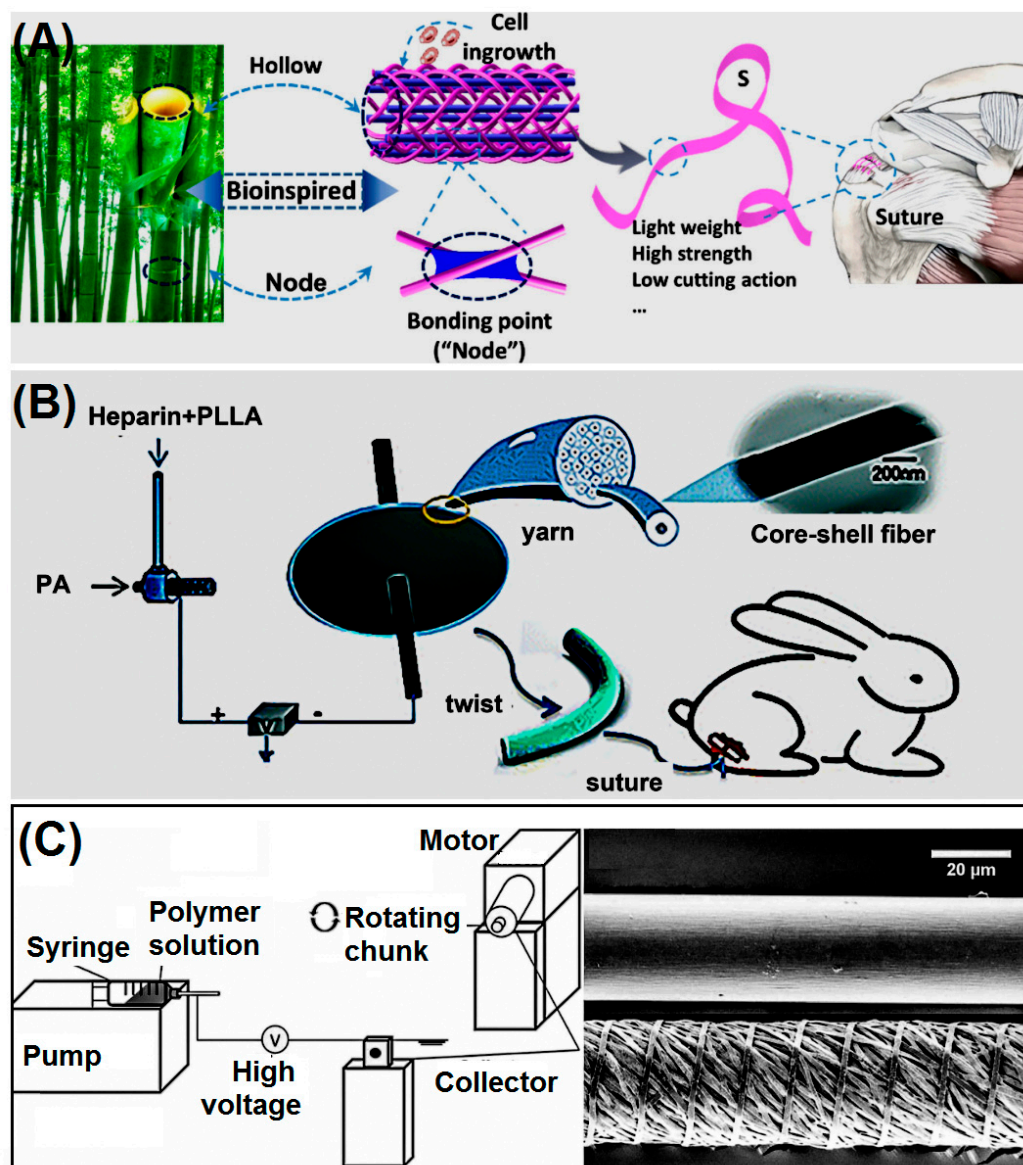 (A)
Cell
ingrowth
Hollow
S
Bioinspired
Light weight
High strength
Low cutting action
...
Suture
Node
Bonding point
("Node")
(B)
Heparin+PLLA
200nm
yarn
Core-shell fiber
PA
+
-
V
twist
suture
(C)
Motor
20 µm
Polymer
solution
Syringe
Rotating
chunk
Pump
V
High
voltage
Collector